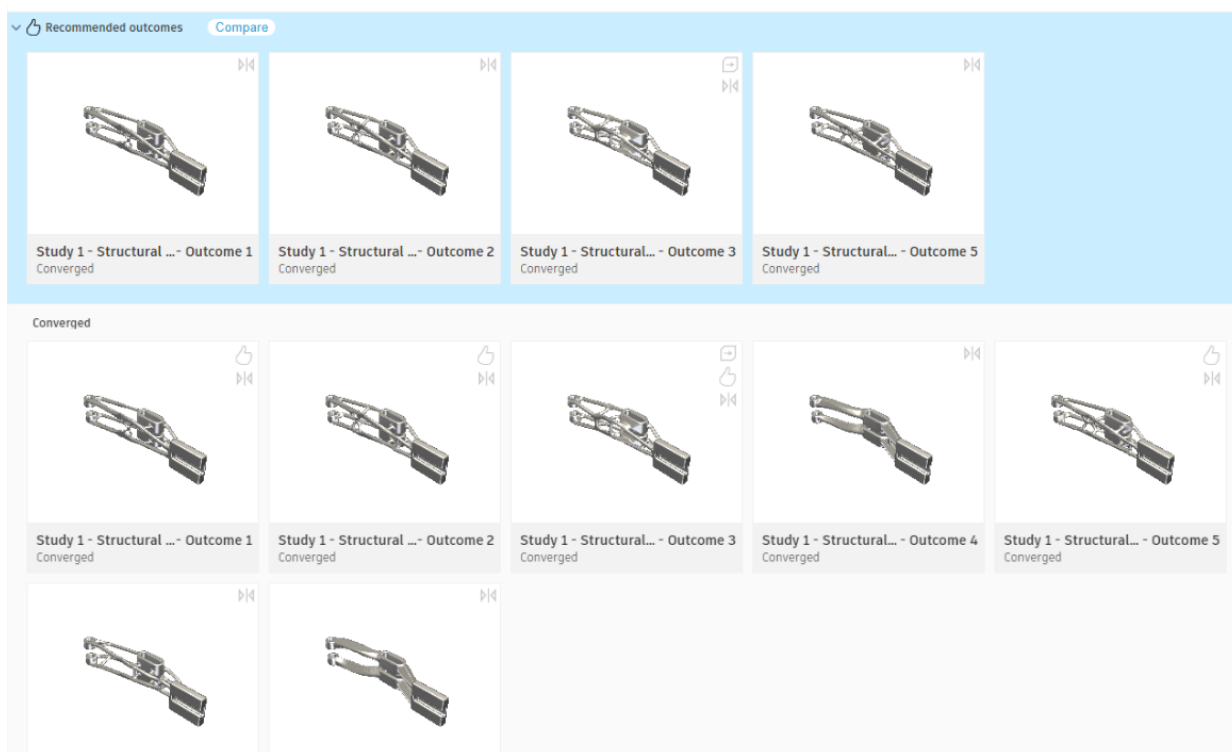 Recommended outcomes Compare
Study 1 - Structural ...- Outcome 1
Converged
Study 1 - Structural ...- Outcome 2
Converged
Study 1 - Structural... - Outcome 3
Converged
Study 1 - Structural... - Outcome 5
Converged
Converged
Study 1 - Structural ...- Outcome 1
Converged
Study 1 - Structural ...- Outcome 2
Converged
Study 1 - Structural... - Outcome 3
Converged
Study 1 - Structural... - Outcome 4
Converged
Study 1 - Structural... - Outcome 5
Converged